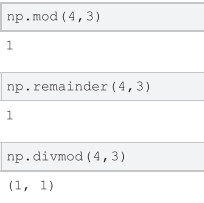 np.mod(4,3)
1
np.remainder(4,3)
1
np.divmod(4,3)
(1, 1)